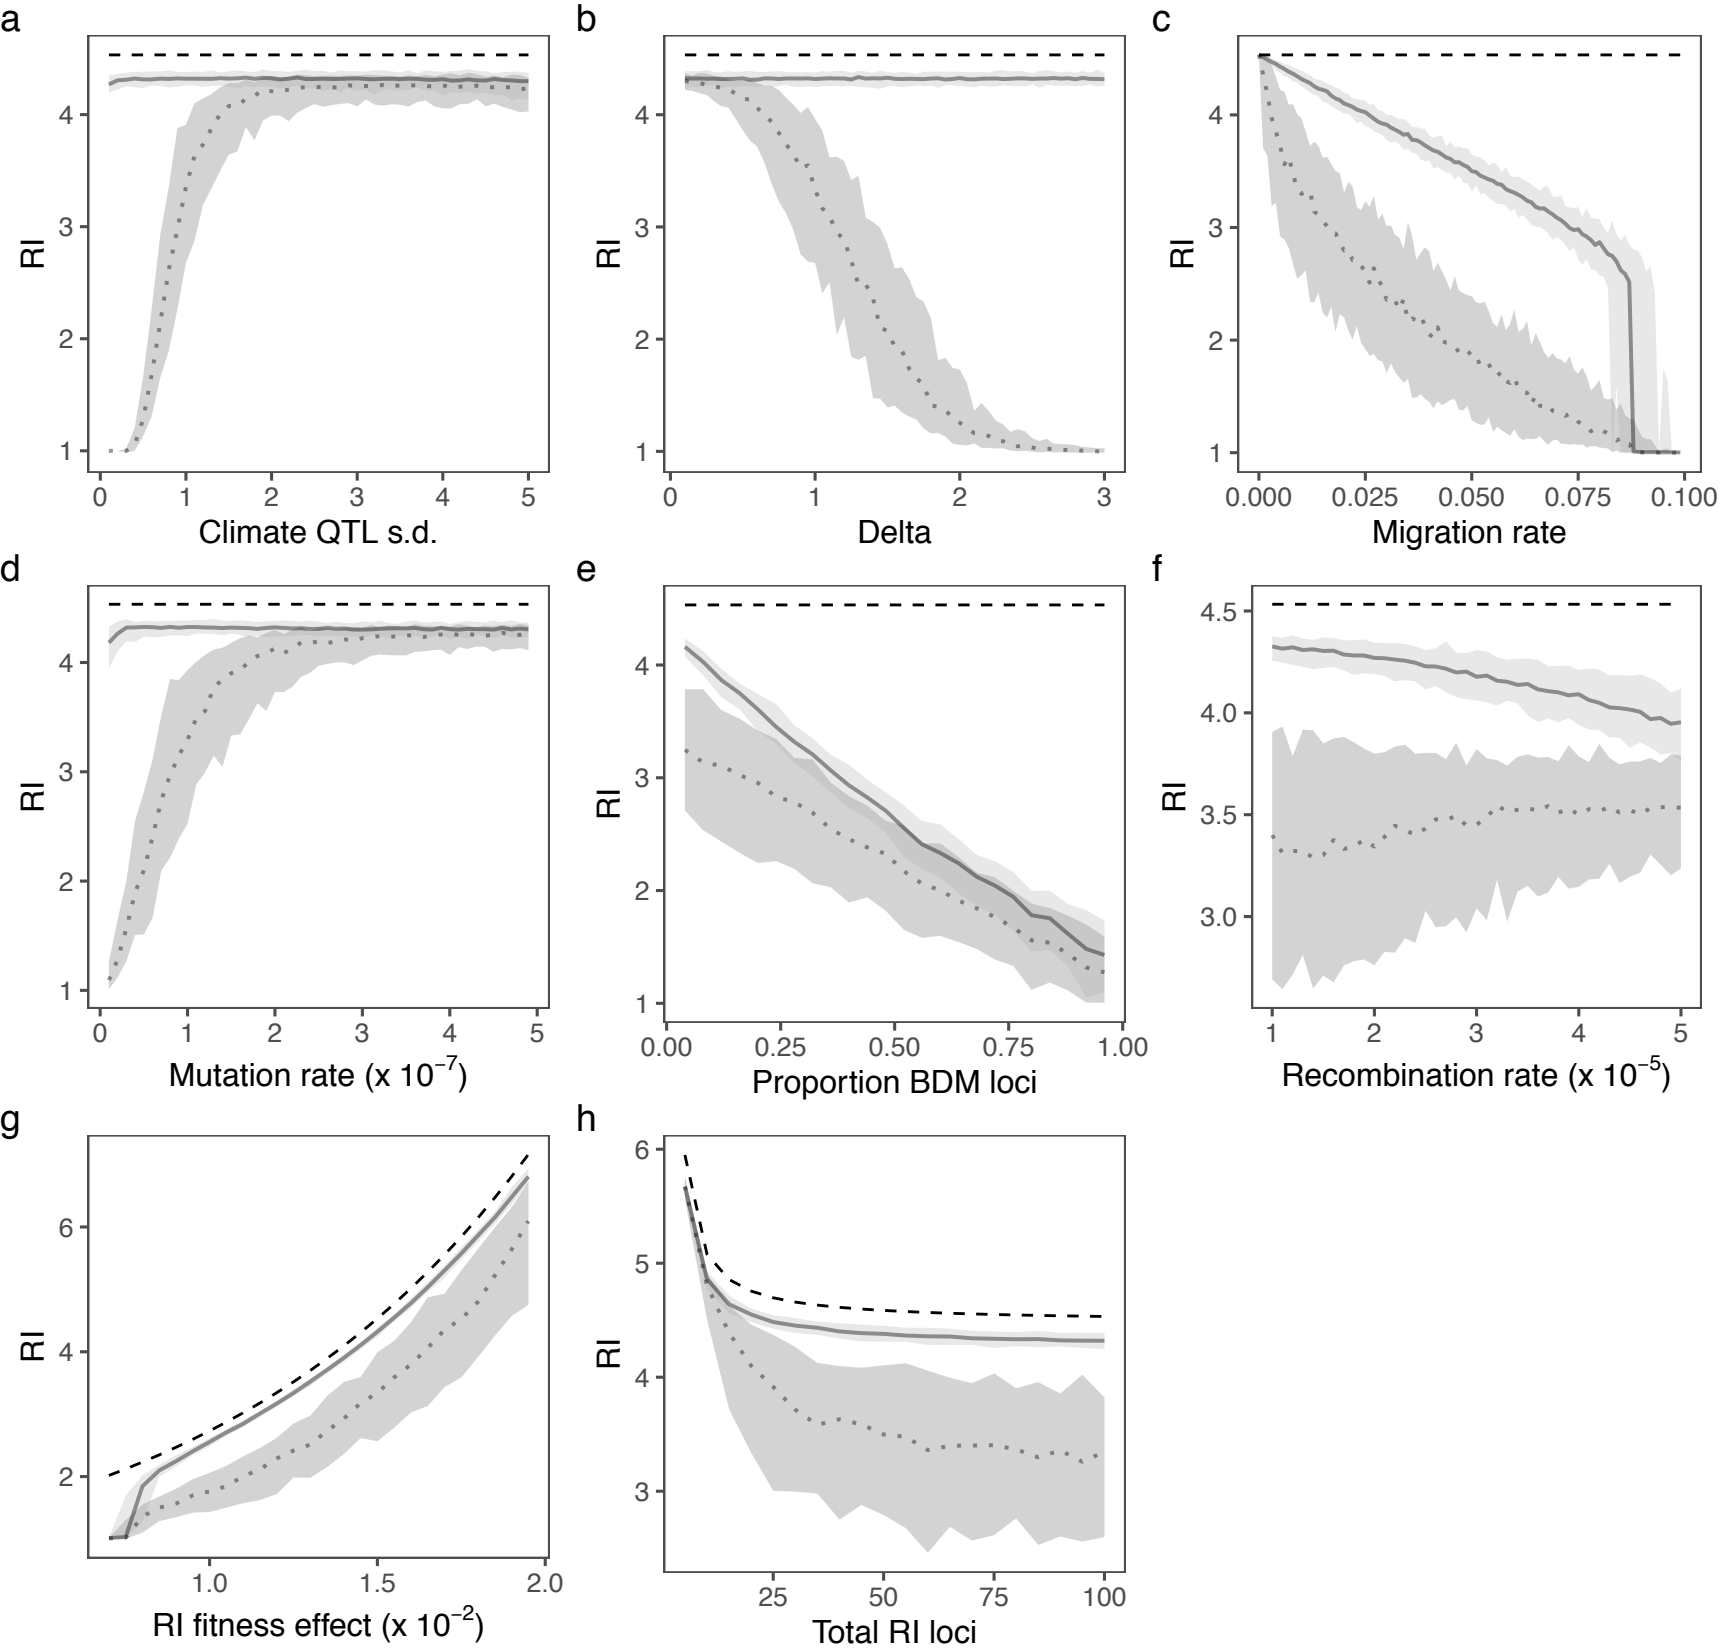 a
RI
4
3
2
1
0 1 2 3 4 5
Climate QTL s.d.
b
RI
4
3
2
1
0 1 2 3
Delta
c
RI
4
3
2
1
0.000 0.025 0.050 0.075 0.100
Migration rate
d
RI
4
3
2
1
0 1 2 3 4 5
Mutation rate (x 10⁻⁷)
e
RI
4
3
2
1
0.00 0.25 0.50 0.75 1.00
Proportion BDM loci
f
RI
4.5
4.0
3.5
3.0
1 2 3 4 5
Recombination rate (x 10⁻⁵)
g
RI
6
4
2
1.0 1.5 2.0
RI fitness effect (x 10⁻²)
h
RI
6
5
4
3
25 50 75 100
Total RI loci